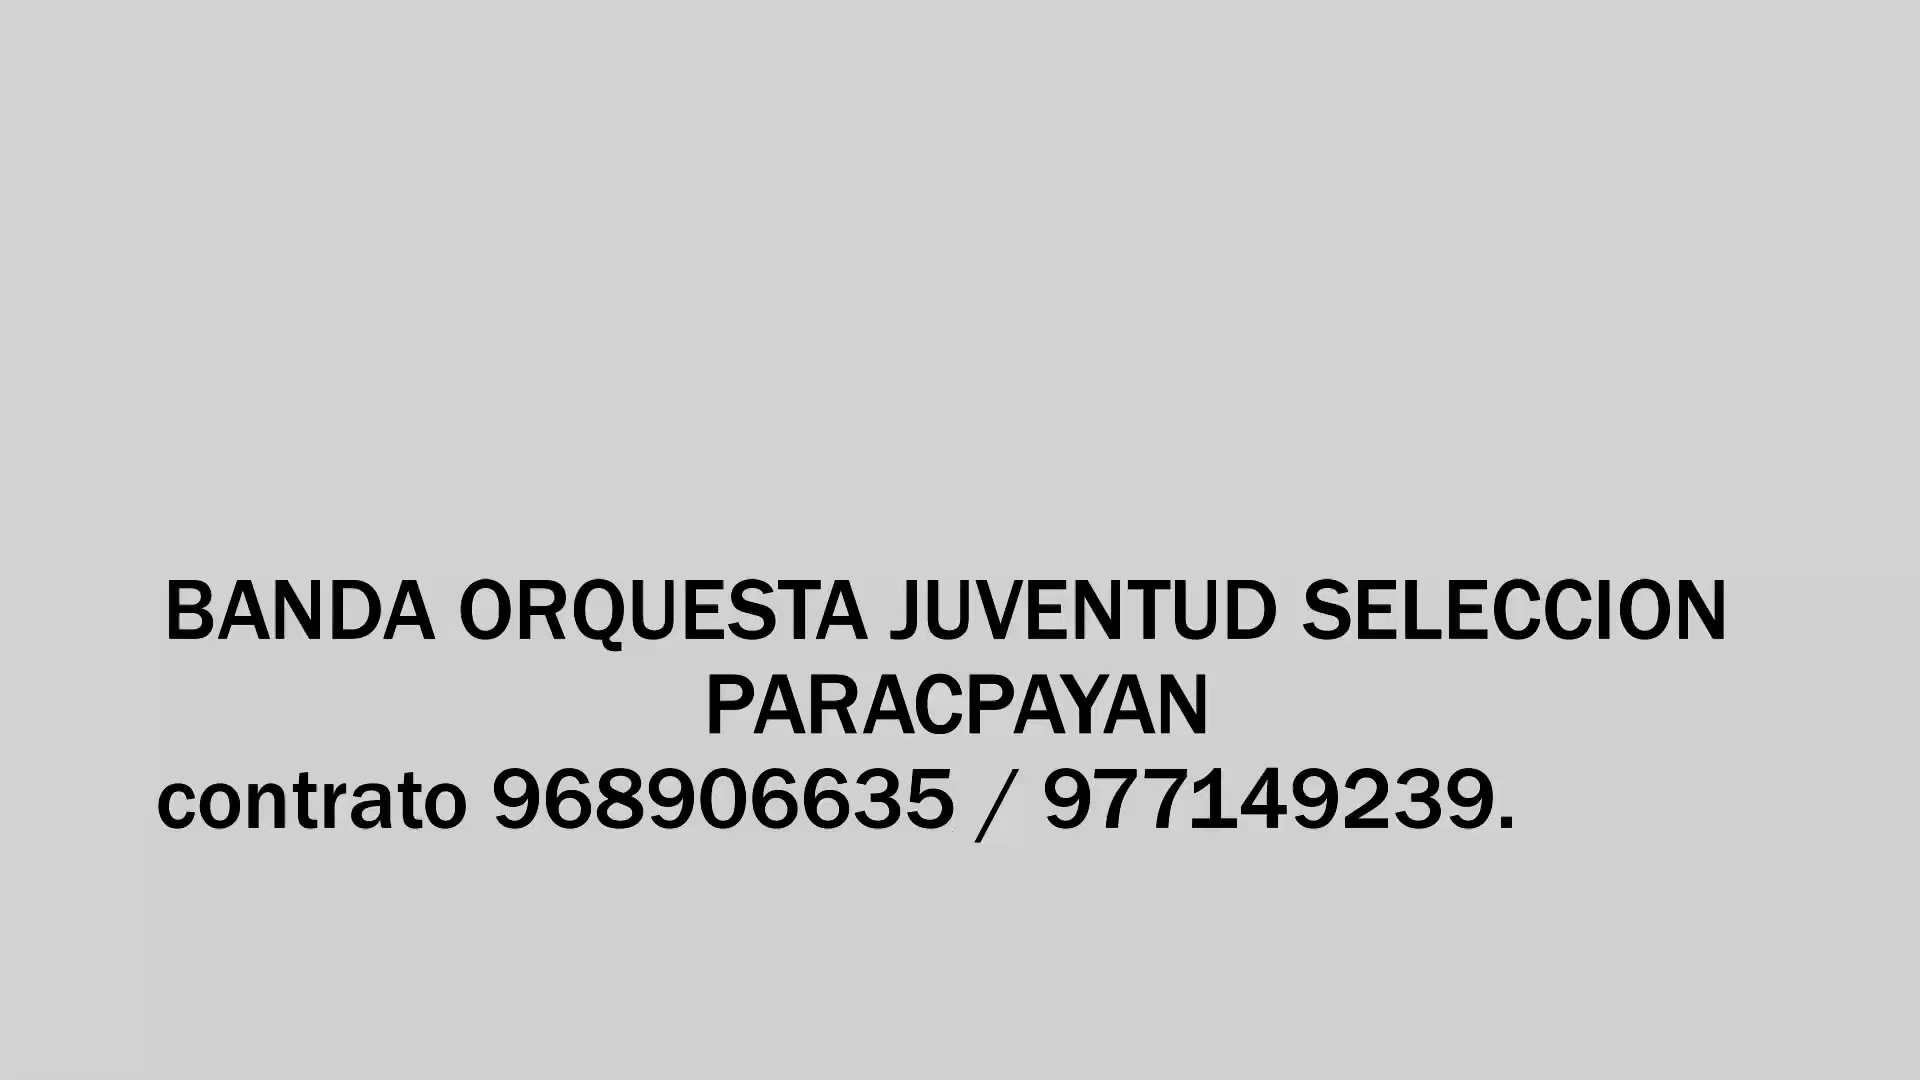 BANDA ORQUESTA JUVENTUD SELECCION
PARACPAYAN
contrato 968906635 / 977149239.